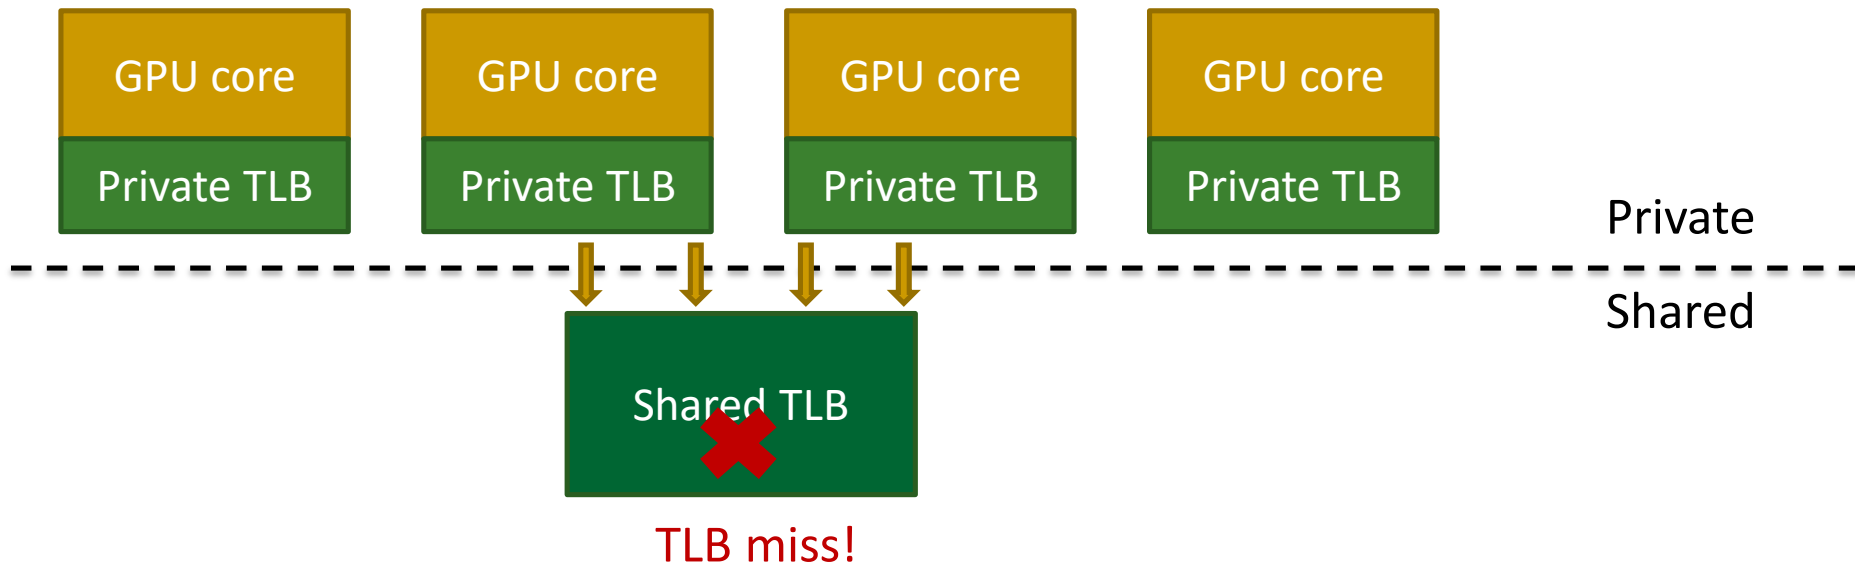 GPU core
GPU core
GPU core
GPU core
Private TLB
Private TLB
Private TLB
Private TLB
Private
Shared
Shared TLB
TLB miss!